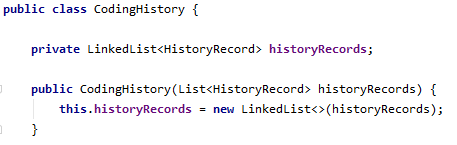 public class CodingHistory {
private LinkedList<HistoryRecord> historyRecords;
public CodingHistory(List<HistoryRecord> historyRecords) {
this.historyRecords = new LinkedList<>(historyRecords);
}